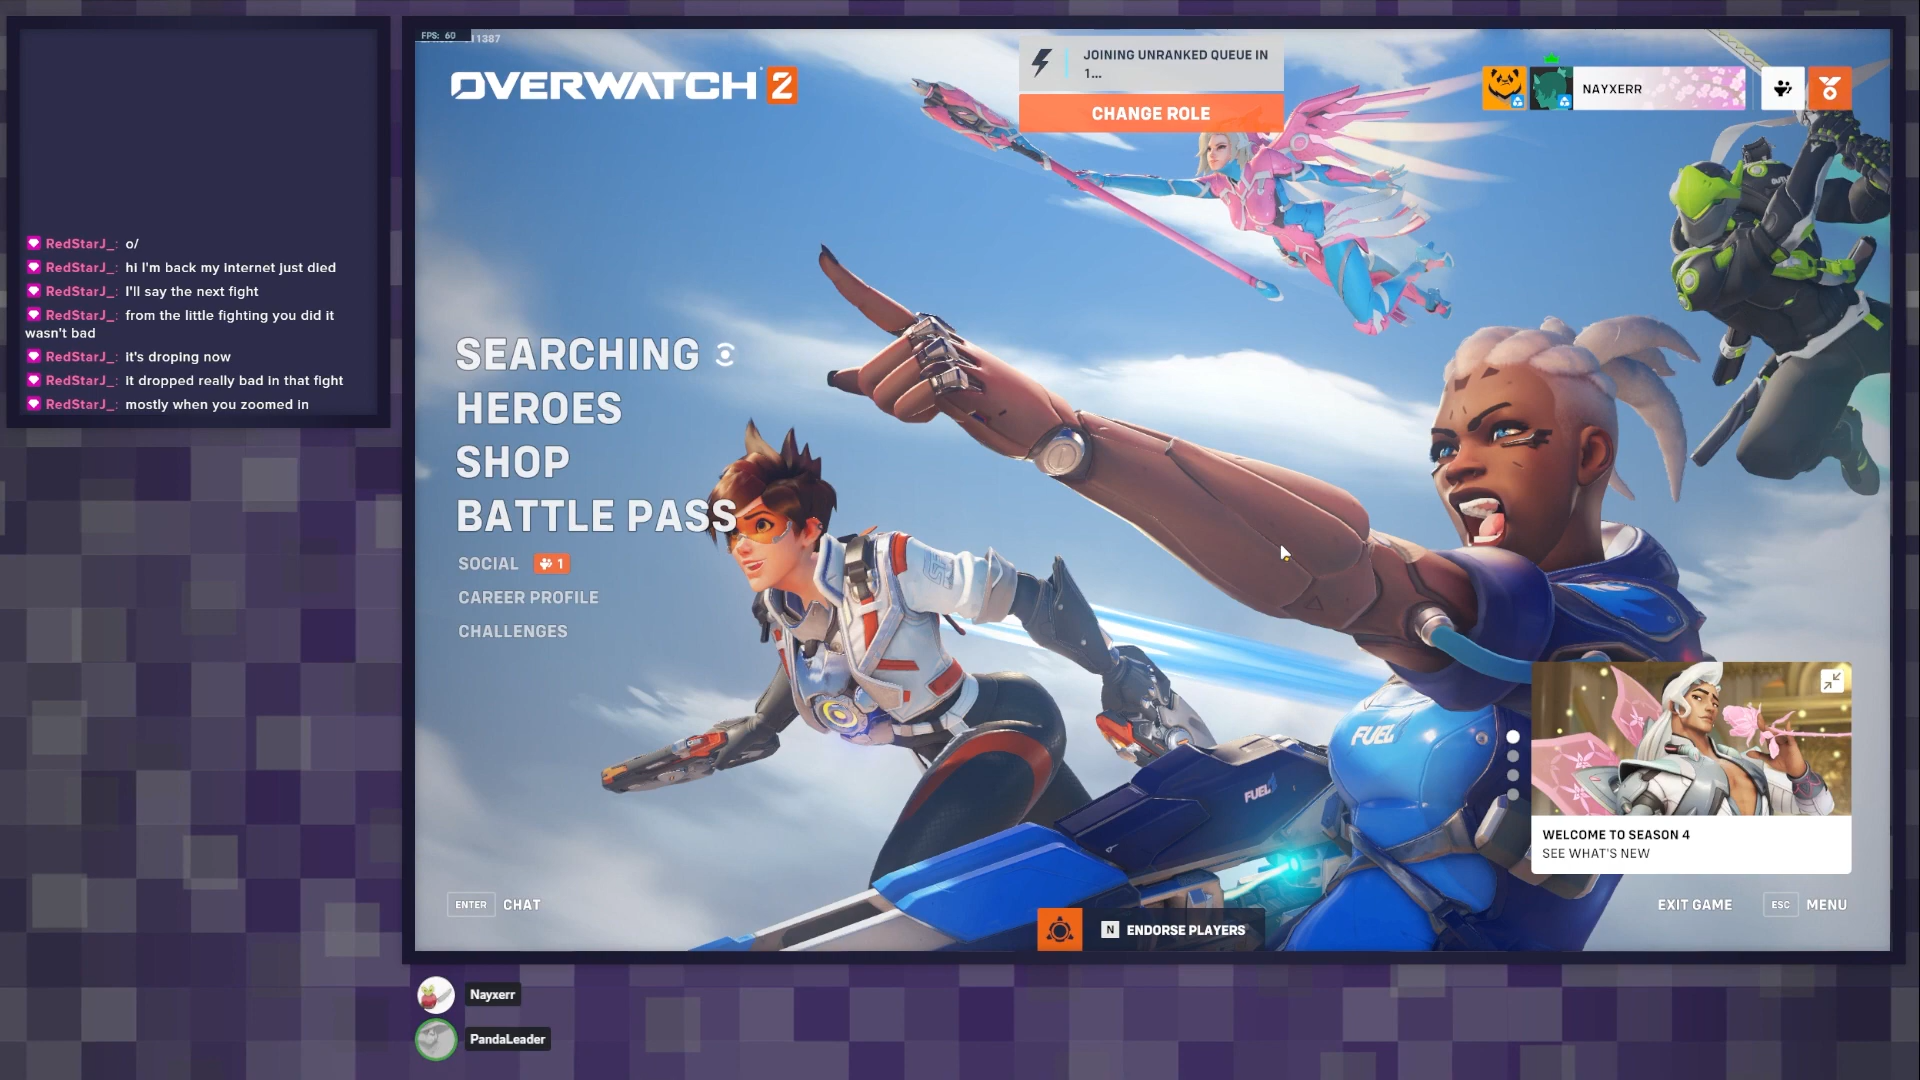 RedStarJ_: o/
RedStarJ_: hi I'm back my internet just died
RedStarJ_: I'll say the next fight
RedStarJ_: from the little fighting you did it
wasn't bad
RedStarJ_: it's droping now
RedStarJ_: it dropped really bad in that fight
RedStarJ_: mostly when you zoomed in
FPS: 60
11387
OVERWATCH 2
JOINING UNRANKED QUEUE IN
1...
CHANGE ROLE
NAYXERR
SEARCHING
HEROES
SHOP
BATTLE PASS
SOCIAL 1
CAREER PROFILE
CHALLENGES
FUEL
FUEL
WELCOME TO SEASON 4
SEE WHAT'S NEW
ENTER CHAT
N ENDORSE PLAYERS
EXIT GAME
ESC MENU
Nayxerr
PandaLeader